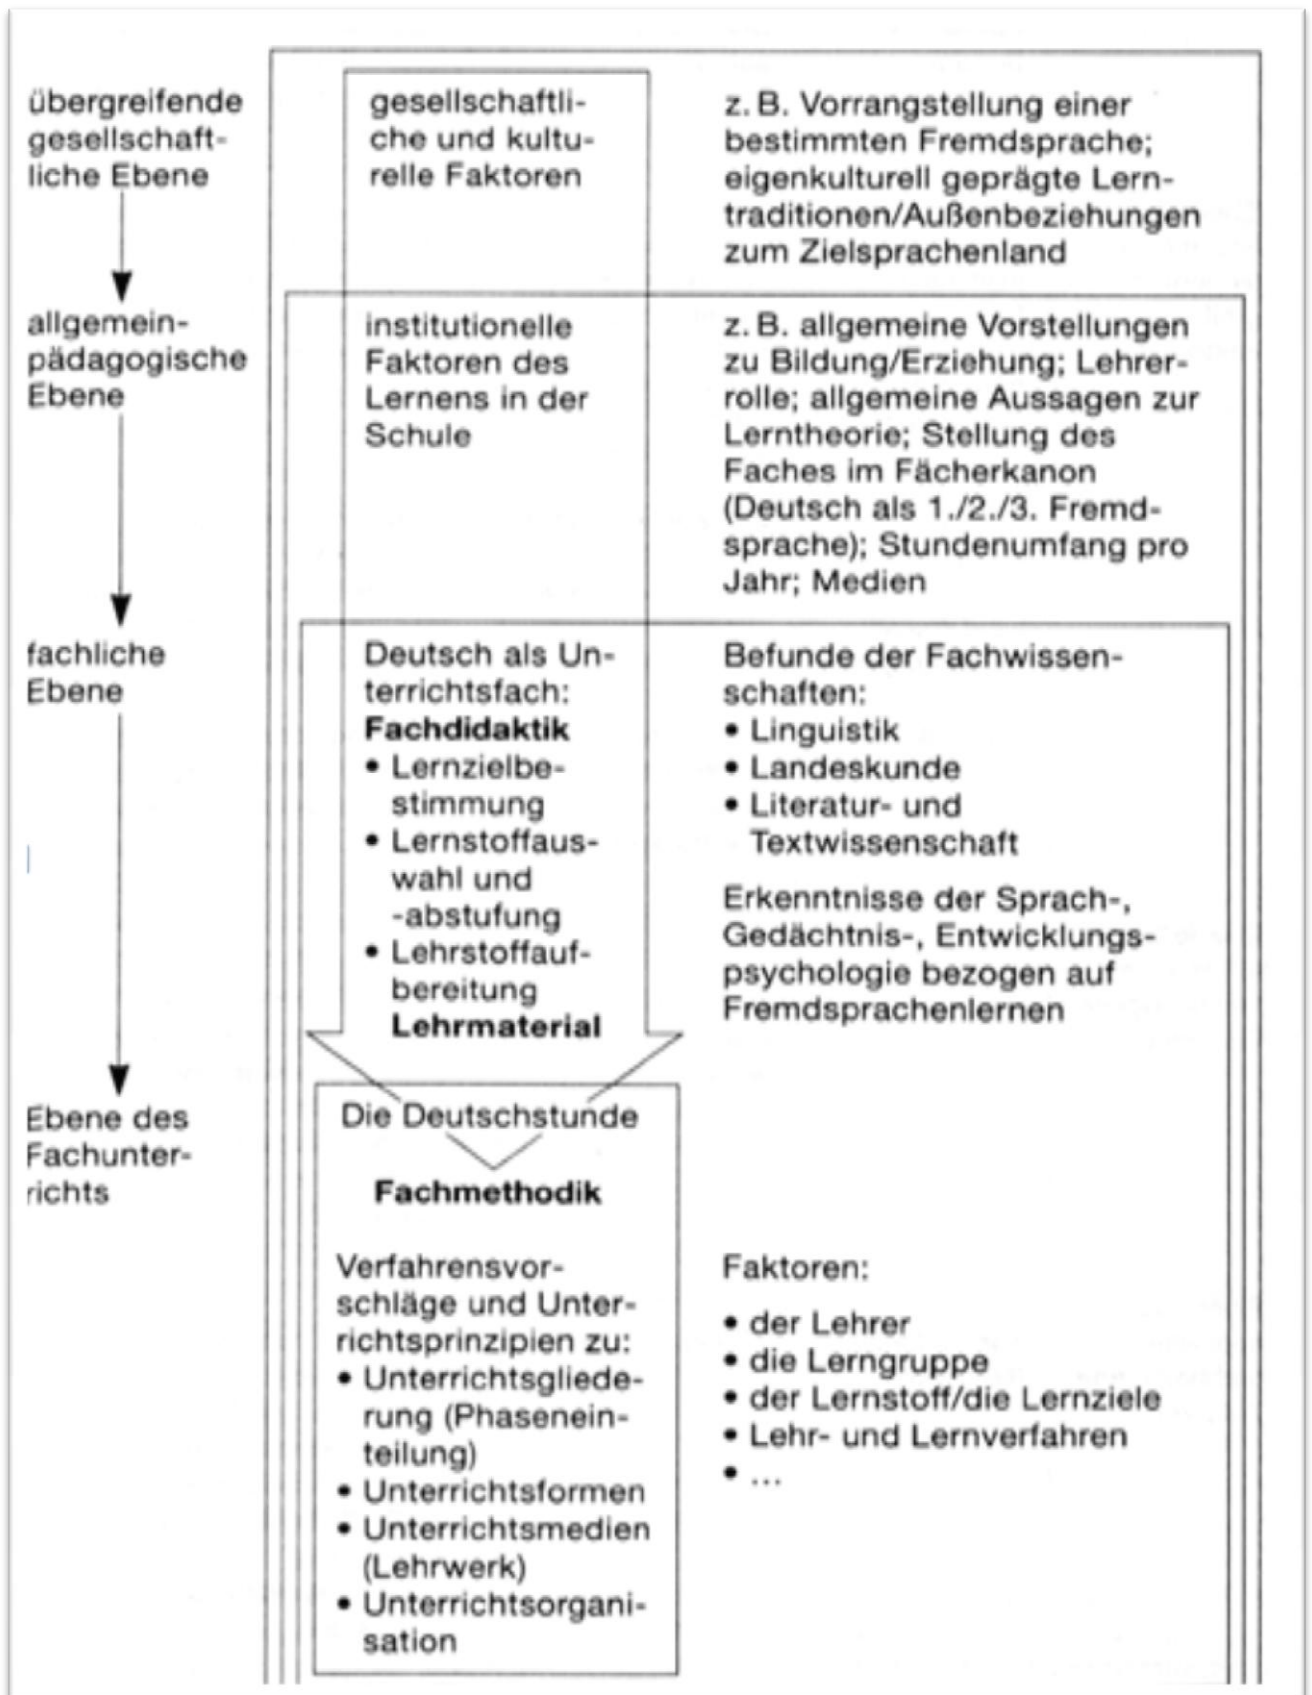 übergreifende
gesellschaft-
liche Ebene
gesellschaftli-
che und kultu-
relle Faktoren
z. B. Vorrangstellung einer
bestimmten Fremdsprache;
eigenkulturell geprägte Lern-
traditionen/Außenbeziehungen
zum Zielsprachenland
allgemein-
pädagogische
Ebene
institutionelle
Faktoren des
Lernens in der
Schule
z. B. allgemeine Vorstellungen
zu Bildung/Erziehung; Lehrer-
rolle; allgemeine Aussagen zur
Lerntheorie; Stellung des
Faches im Fächerkanon
(Deutsch als 1./2./3. Fremd-
sprache); Stundenumfang pro
Jahr; Medien
fachliche
Ebene
Deutsch als Un-
terrichtsfach:
Fachdidaktik
• Lernzielbe-
stimmung
• Lernstoffaus-
wahl und
-abstufung
• Lehrstoffauf-
bereitung
Lehrmaterial
Befunde der Fachwissen-
schaften:
• Linguistik
• Landeskunde
• Literatur- und
Textwissenschaft
Erkenntnisse der Sprach-,
Gedächtnis-, Entwicklungs-
psychologie bezogen auf
Fremdsprachenlernen
Ebene des
Fachunter-
richts
Die Deutschstunde
Fachmethodik
Verfahrensvor-
schläge und Unter-
richtsprinzipien zu:
• Unterrichtsgliede-
rung (Phasenein-
teilung)
• Unterrichtsformen
• Unterrichtsmedien
(Lehrwerk)
• Unterrichtsorgani-
sation
Faktoren:
• der Lehrer
• die Lerngruppe
• der Lernstoff/die Lernziele
• Lehr- und Lernverfahren
• ...